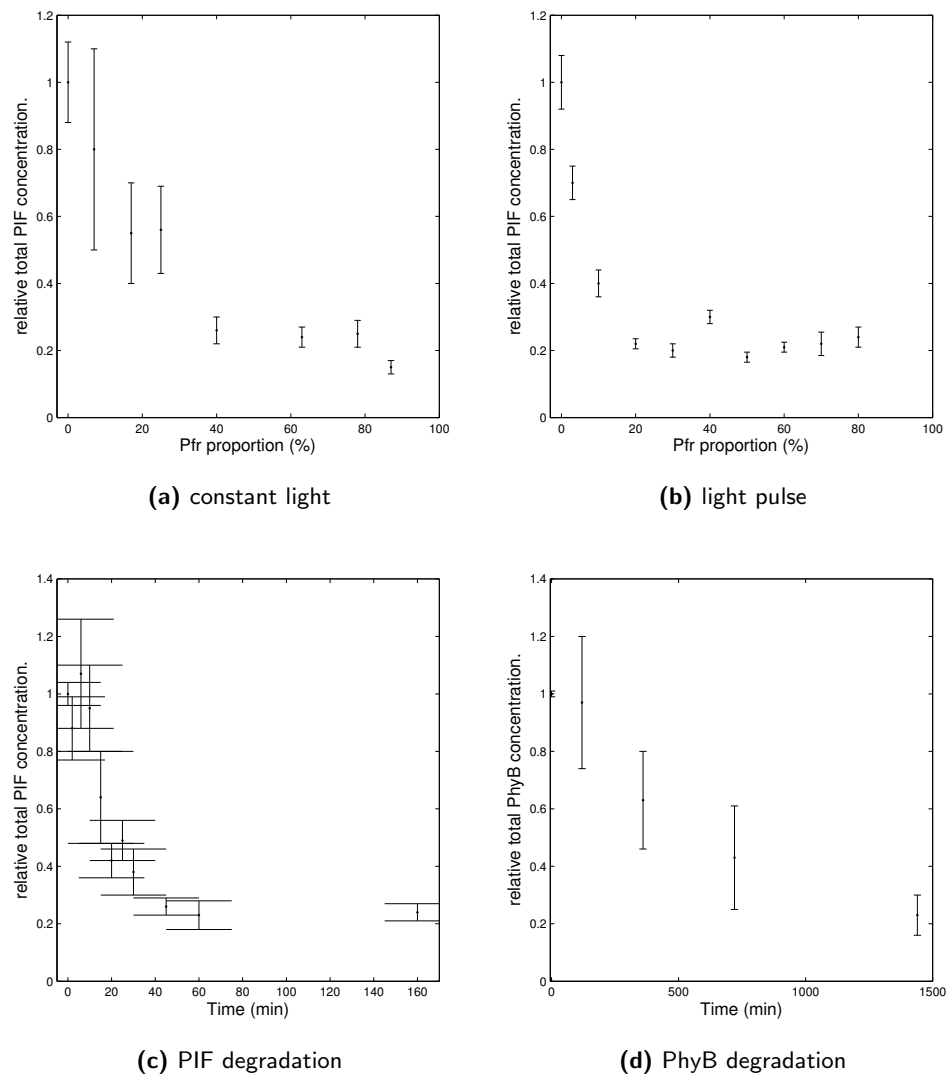 1.2
1
0.8
0.6
0.4
0.2
0
relative total PIF concentration.
0 20 40 60 80 100
Pfr proportion (%)
(a) constant light
1.2
1
0.8
0.6
0.4
0.2
0
relative total PIF concentration.
0 20 40 60 80 100
Pfr proportion (%)
(b) light pulse
1.4
1.2
1
0.8
0.6
0.4
0.2
0
relative total PIF concentration.
0 20 40 60 80 100 120 140 160
Time (min)
(c) PIF degradation
1.4
1.2
1
0.8
0.6
0.4
0.2
0
relative total PhyB concentration.
0 500 1000 1500
Time (min)
(d) PhyB degradation